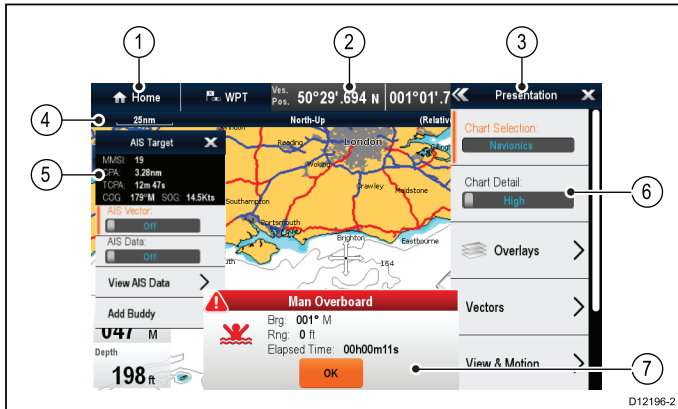 1
2
3
Home
WPT
Ves. Pos. 50°29'.694 N
001°01'.7
Presentation
X
4
25nm
North-Up
(Relativ
5
AIS Target
X
MMSI: 19
CPA: 3.28nm
TCPA: 12m 47s
COG: 179°M SOG: 14.5Kts
AIS Vector:
Off
AIS Data:
Off
View AIS Data
Add Buddy
047 M
Depth
198 ft
Reading
London
Woking
Gilling
Crawley
Maidstone
Southampton
Portsmouth
Brighton
Eastbourne
164
Chart Selection:
Navionics
Chart Detail:
High
6
Overlays
Vectors
View & Motion
Man Overboard
Brg: 001° M
Rng: 0 ft
Elapsed Time: 00h00m11s
OK
7
D12196-2